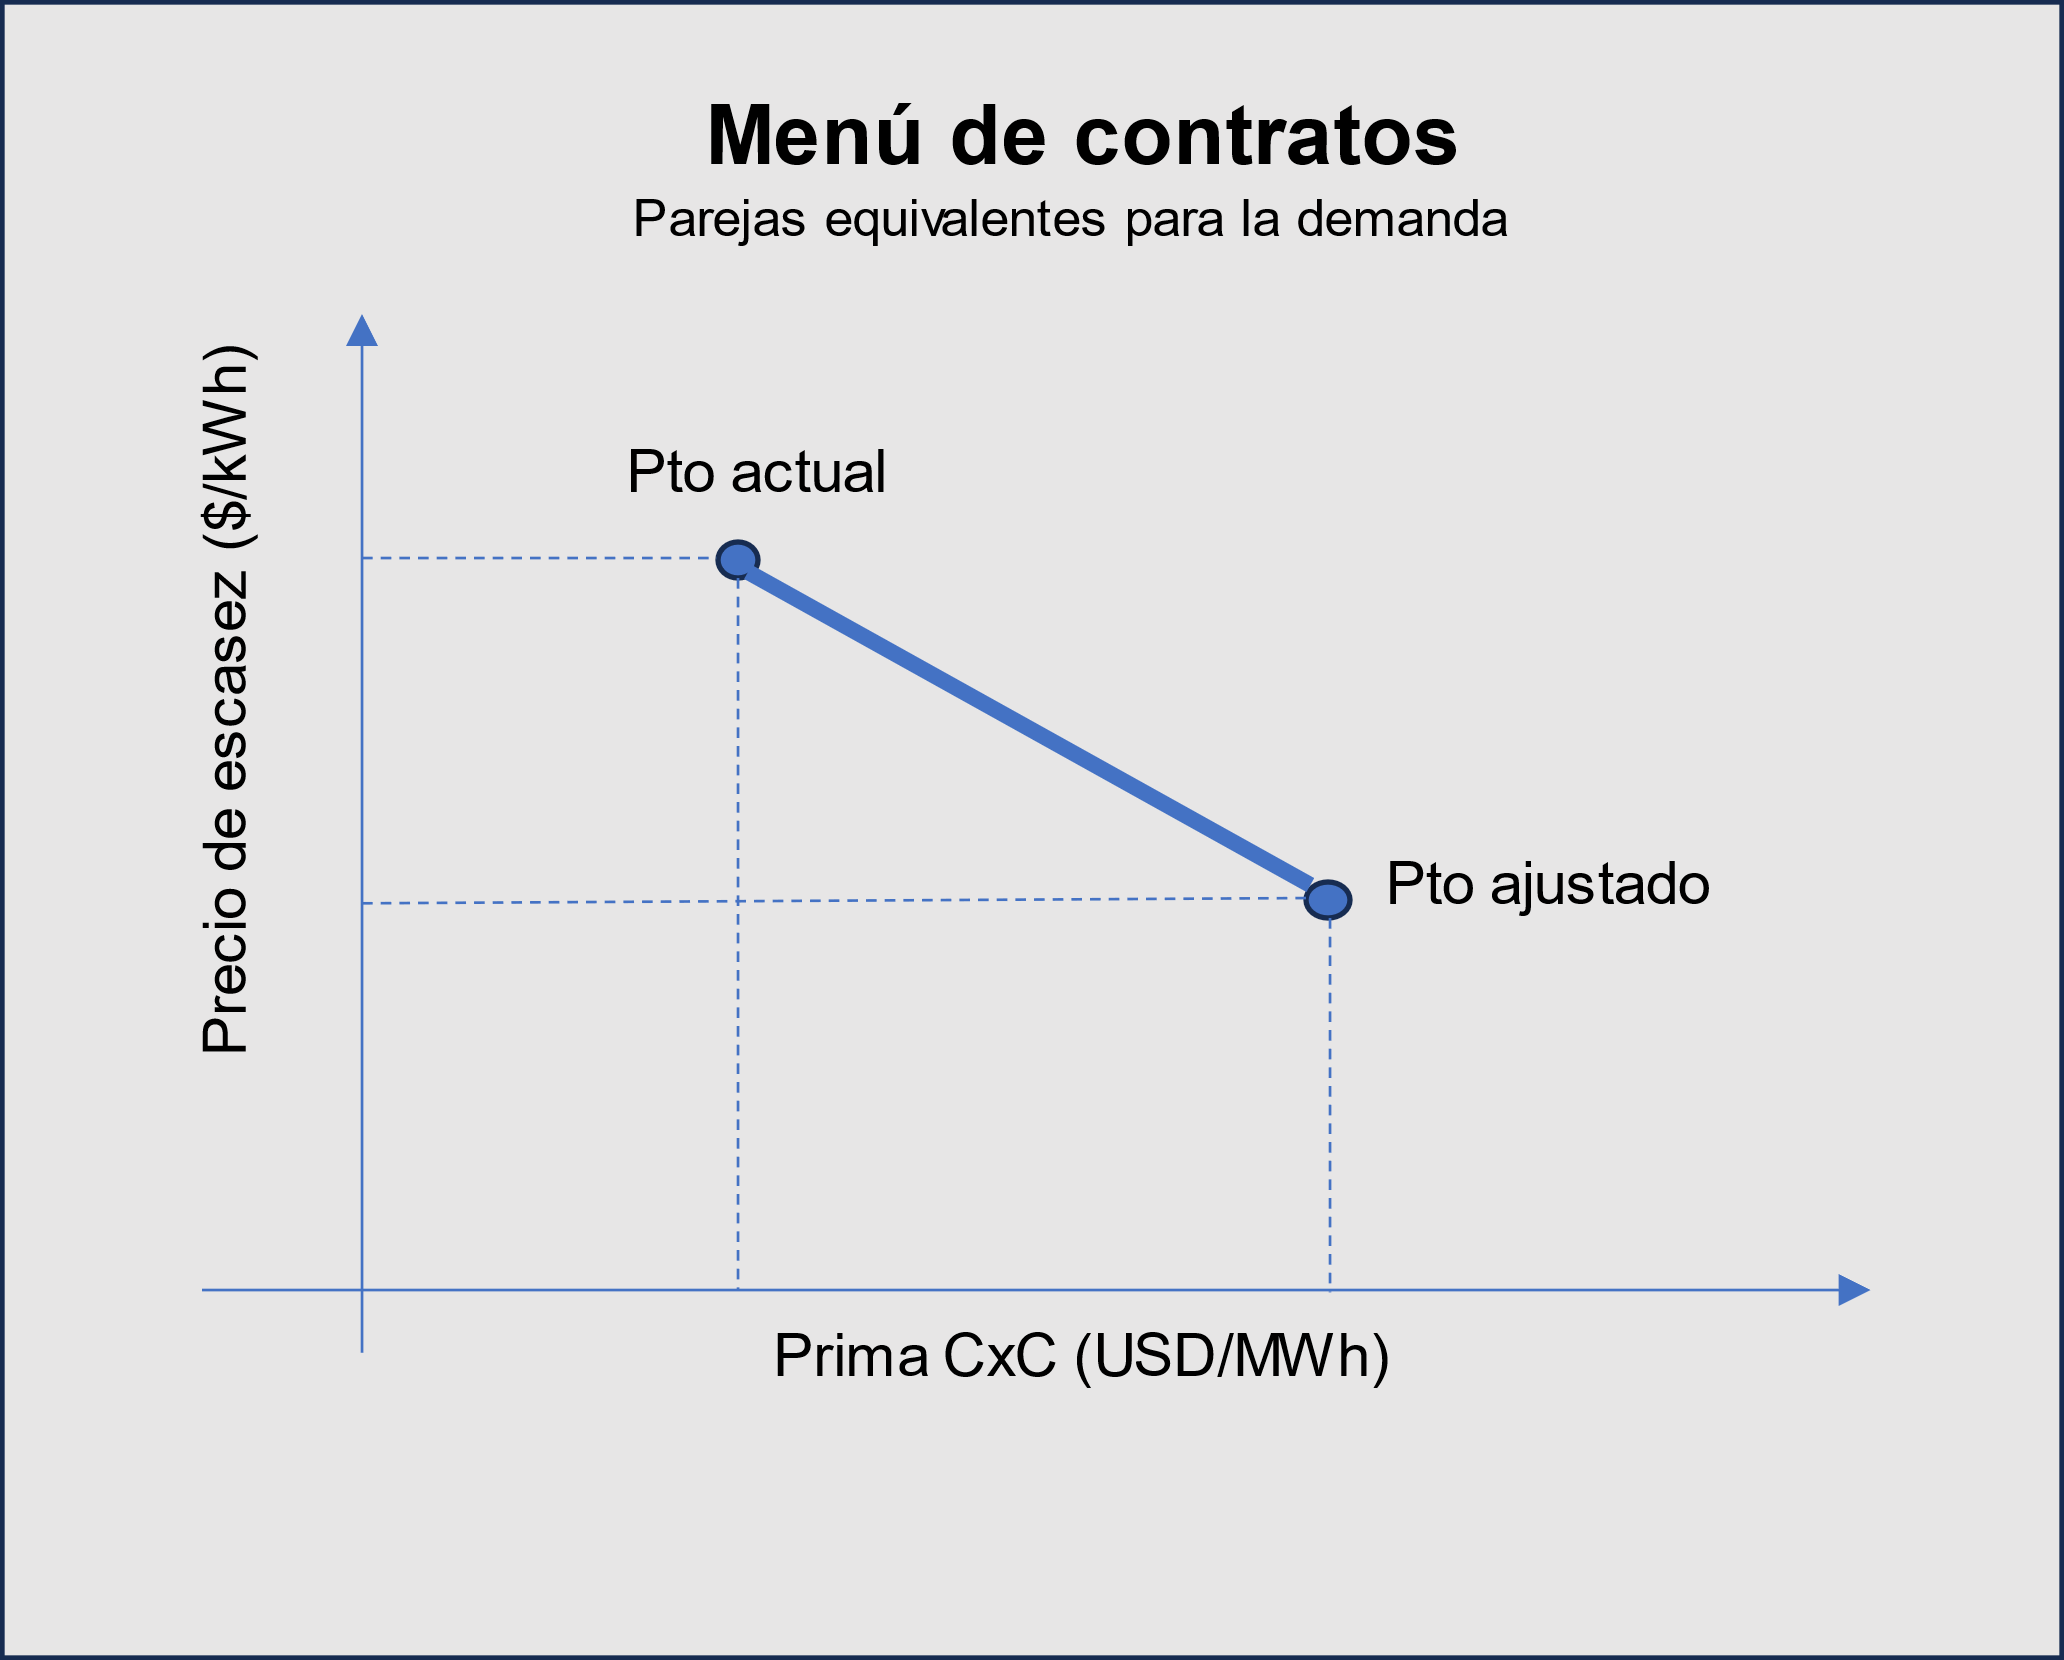 Menú de contratos
Parejas equivalentes para la demanda
Precio de escasez ($/kWh)
Pto actual
Pto ajustado
Prima CxC (USD/MWh)